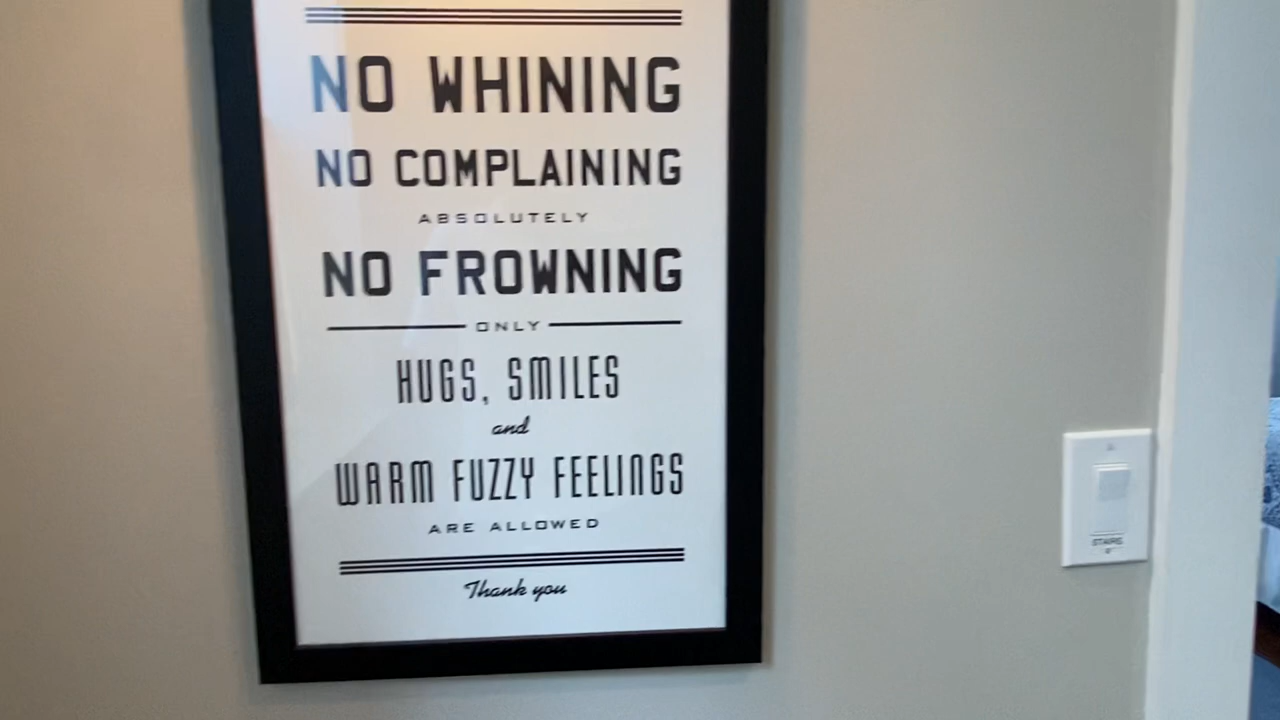 NO WHINING
NO COMPLAINING
ABSOLUTELY
NO FROWNING
ONLY
HUGS, SMILES
and
WARM FUZZY FEELINGS
ARE ALLOWED
Thank you
STAIRS